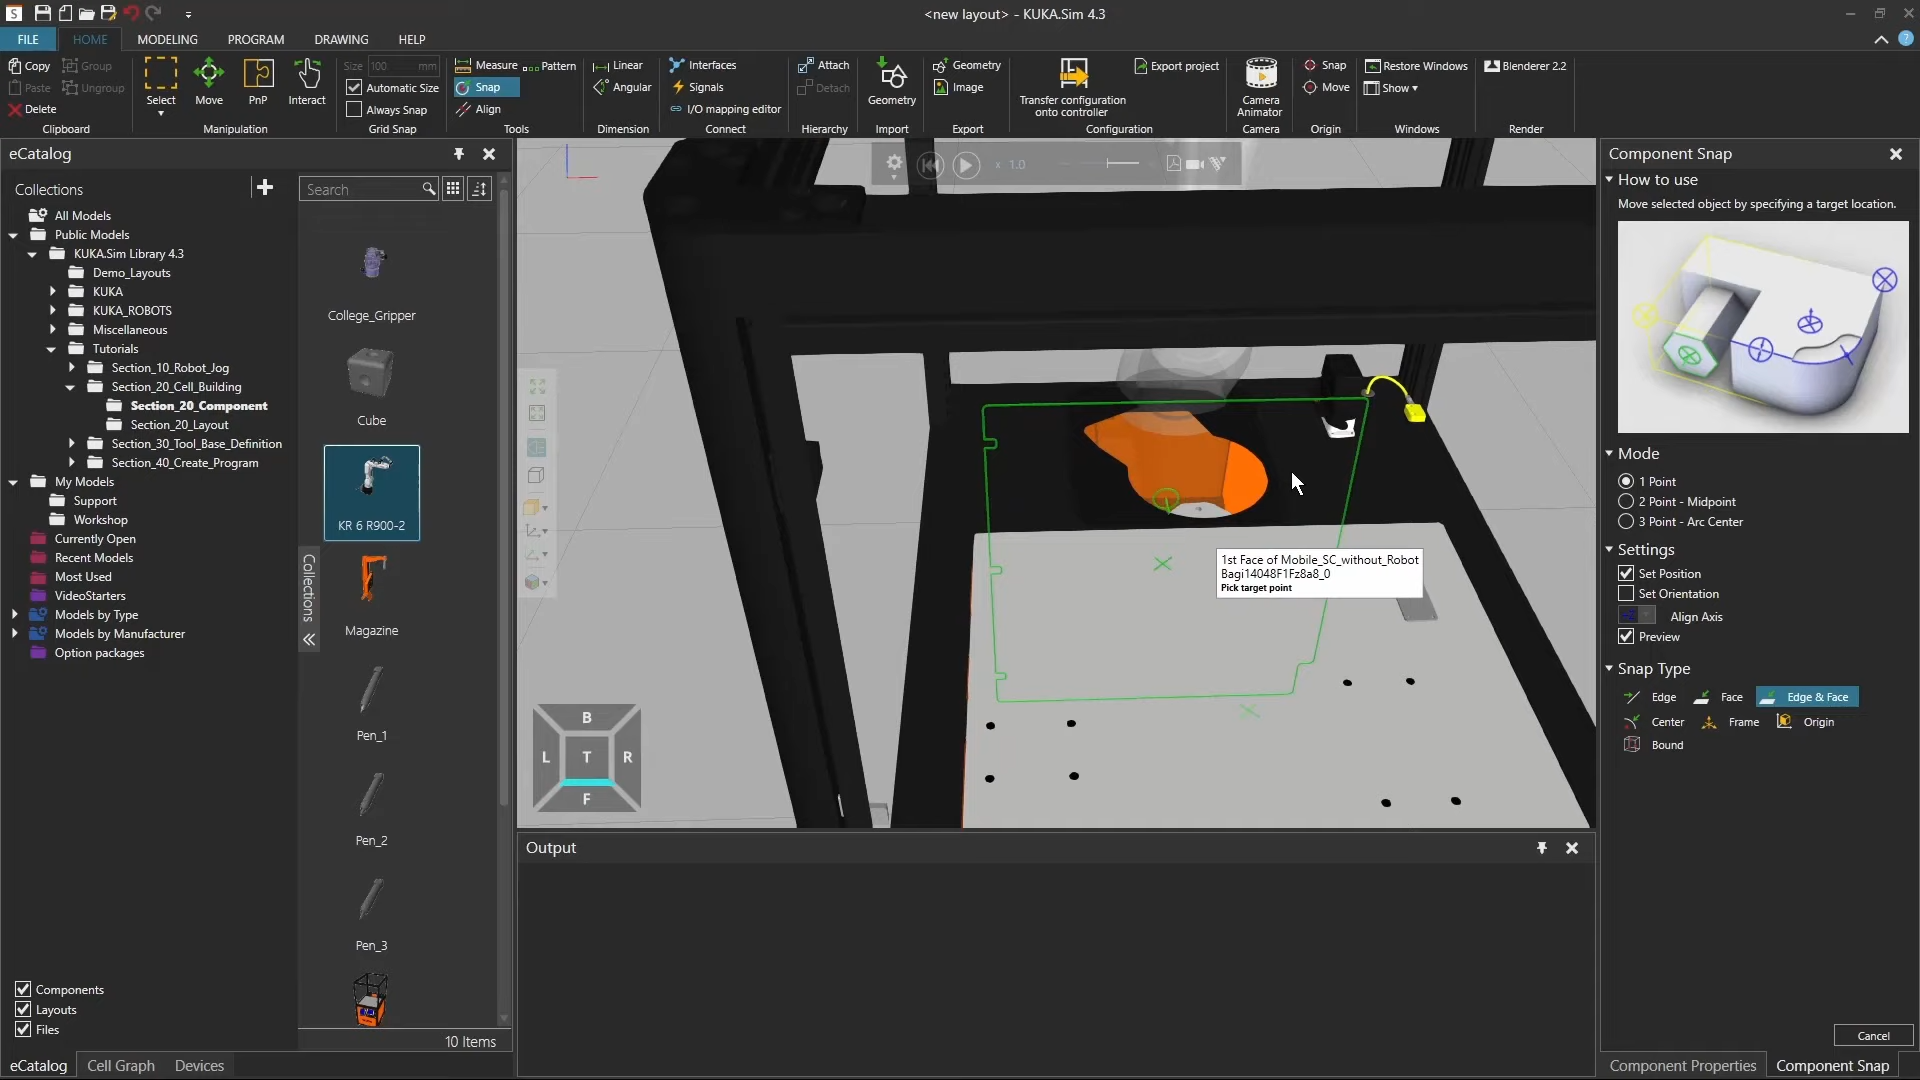 <new layout> - KUKA.Sim 4.3
FILE
HOME
MODELING
PROGRAM
DRAWING
HELP
Copy
Group
Paste
Ungroup
Delete
Clipboard
Select
Move
PnP
Interact
Manipulation
Size 100 mm
Automatic Size
Always Snap
Grid Snap
Measure
Pattern
Snap
Align
Tools
Linear
Angular
Dimension
Interfaces
Signals
I/O mapping editor
Connect
Attach
Detach
Hierarchy
Geometry
Import
Geometry
Image
Export
Transfer configuration
onto controller
Export project
Configuration
Camera
Animator
Camera
Snap
Move
Origin
Restore Windows
Show
Windows
Blenderer 2.2
Render
eCatalog
Collections
All Models
Public Models
KUKA.Sim Library 4.3
Demo_Layouts
KUKA
KUKA_ROBOTS
Miscellaneous
Tutorials
Section_10_Robot_Jog
Section_20_Cell_Building
Section_20_Component
Section_20_Layout
Section_30_Tool_Base_Definition
Section_40_Create_Program
My Models
Support
Workshop
Currently Open
Recent Models
Most Used
VideoStarters
Models by Type
Models by Manufacturer
Option packages
Components
Layouts
Files
Search
Collections
College_Gripper
Cube
KR 6 R900-2
Magazine
Pen_1
Pen_2
Pen_3
10 Items
eCatalog
Cell Graph
Devices
x 1.0
1st Face of Mobile_SC_without_Robot
Bagi14048F1Fz8a8_0
Pick target point
B
L
T
R
F
Output
Component Snap
How to use
Move selected object by specifying a target location.
Mode
1 Point
2 Point - Midpoint
3 Point - Arc Center
Settings
Set Position
Set Orientation
Align Axis
Preview
Snap Type
Edge
Face
Edge & Face
Center
Frame
Origin
Bound
Cancel
Component Properties
Component Snap